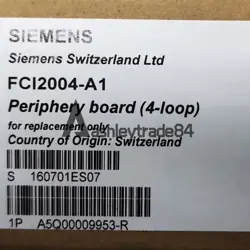 SIEMENS
Siemens Switzerland Ltd
FCI2004-A1
Periphery board (4-loop)
for replacement only
Country of Origin: Switzerland
Ashleytrade84
S 160701ES07
1P A5Q00009953-R